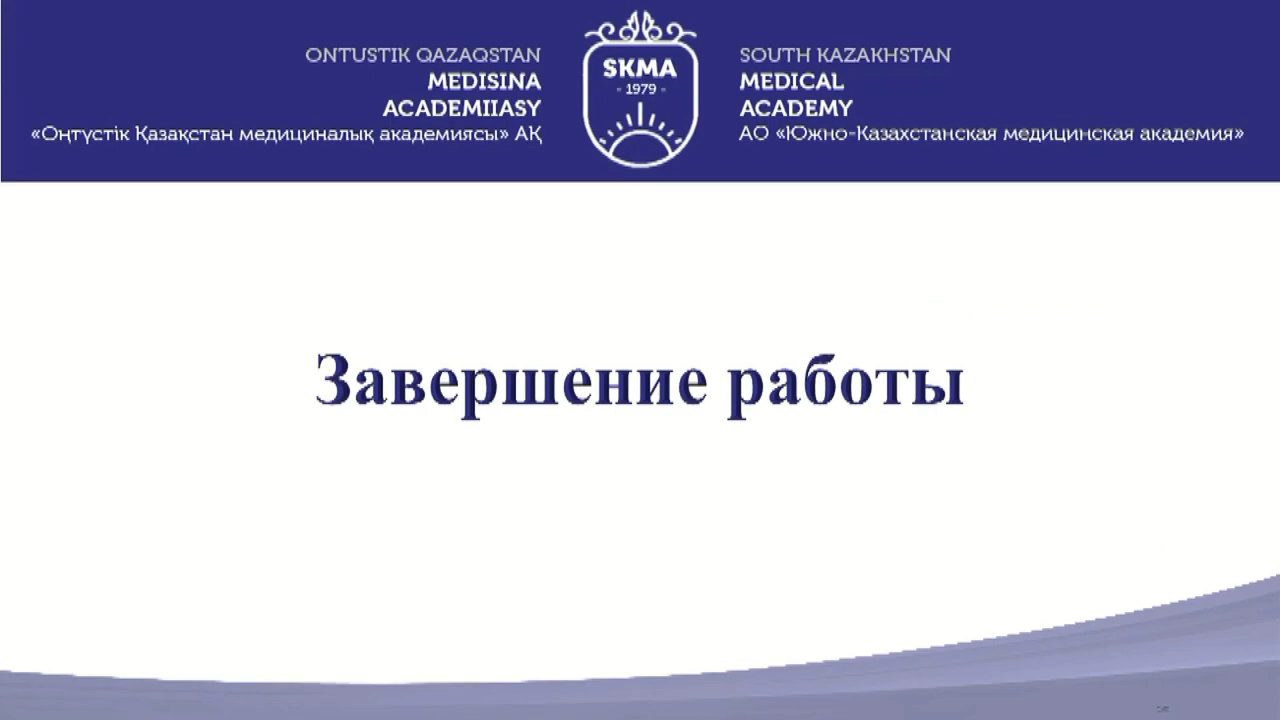 ONTUSTIK QAZAQSTAN
MEDISINA
ACADEMIIASY
«Оңтүстік Қазақстан медициналық академиясы» АҚ
SKMA
- 1979 -
SOUTH KAZAKHSTAN
MEDICAL
ACADEMY
АО «Южно-Казахстанская медицинская академия»
Завершение работы